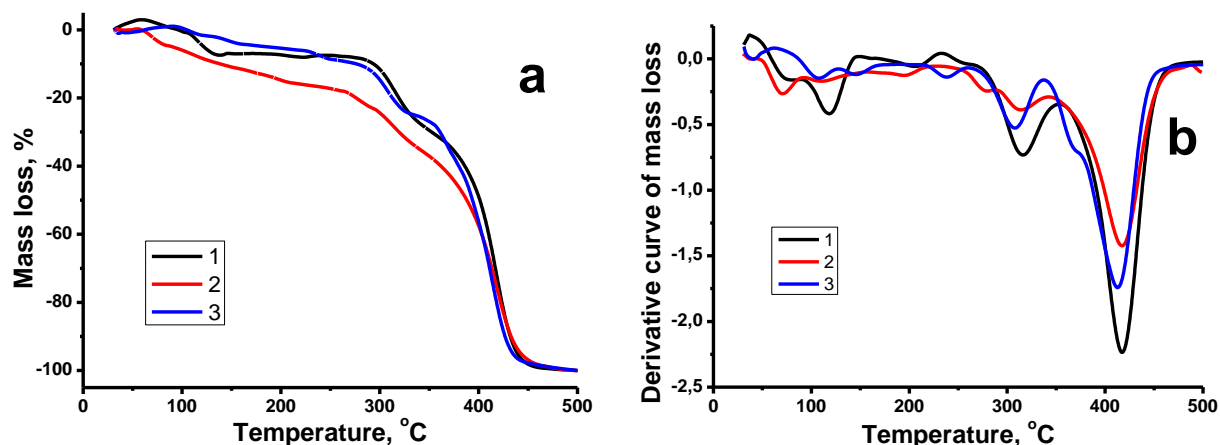 0
-20
-40
-60
-80
-100
Mass loss, %
a
1
2
3
0 100 200 300 400 500
Temperature, °C
0,0
-0,5
-1,0
-1,5
-2,0
-2,5
Derivative curve of mass loss
b
1
2
3
0 100 200 300 400 500
Temperature, °C